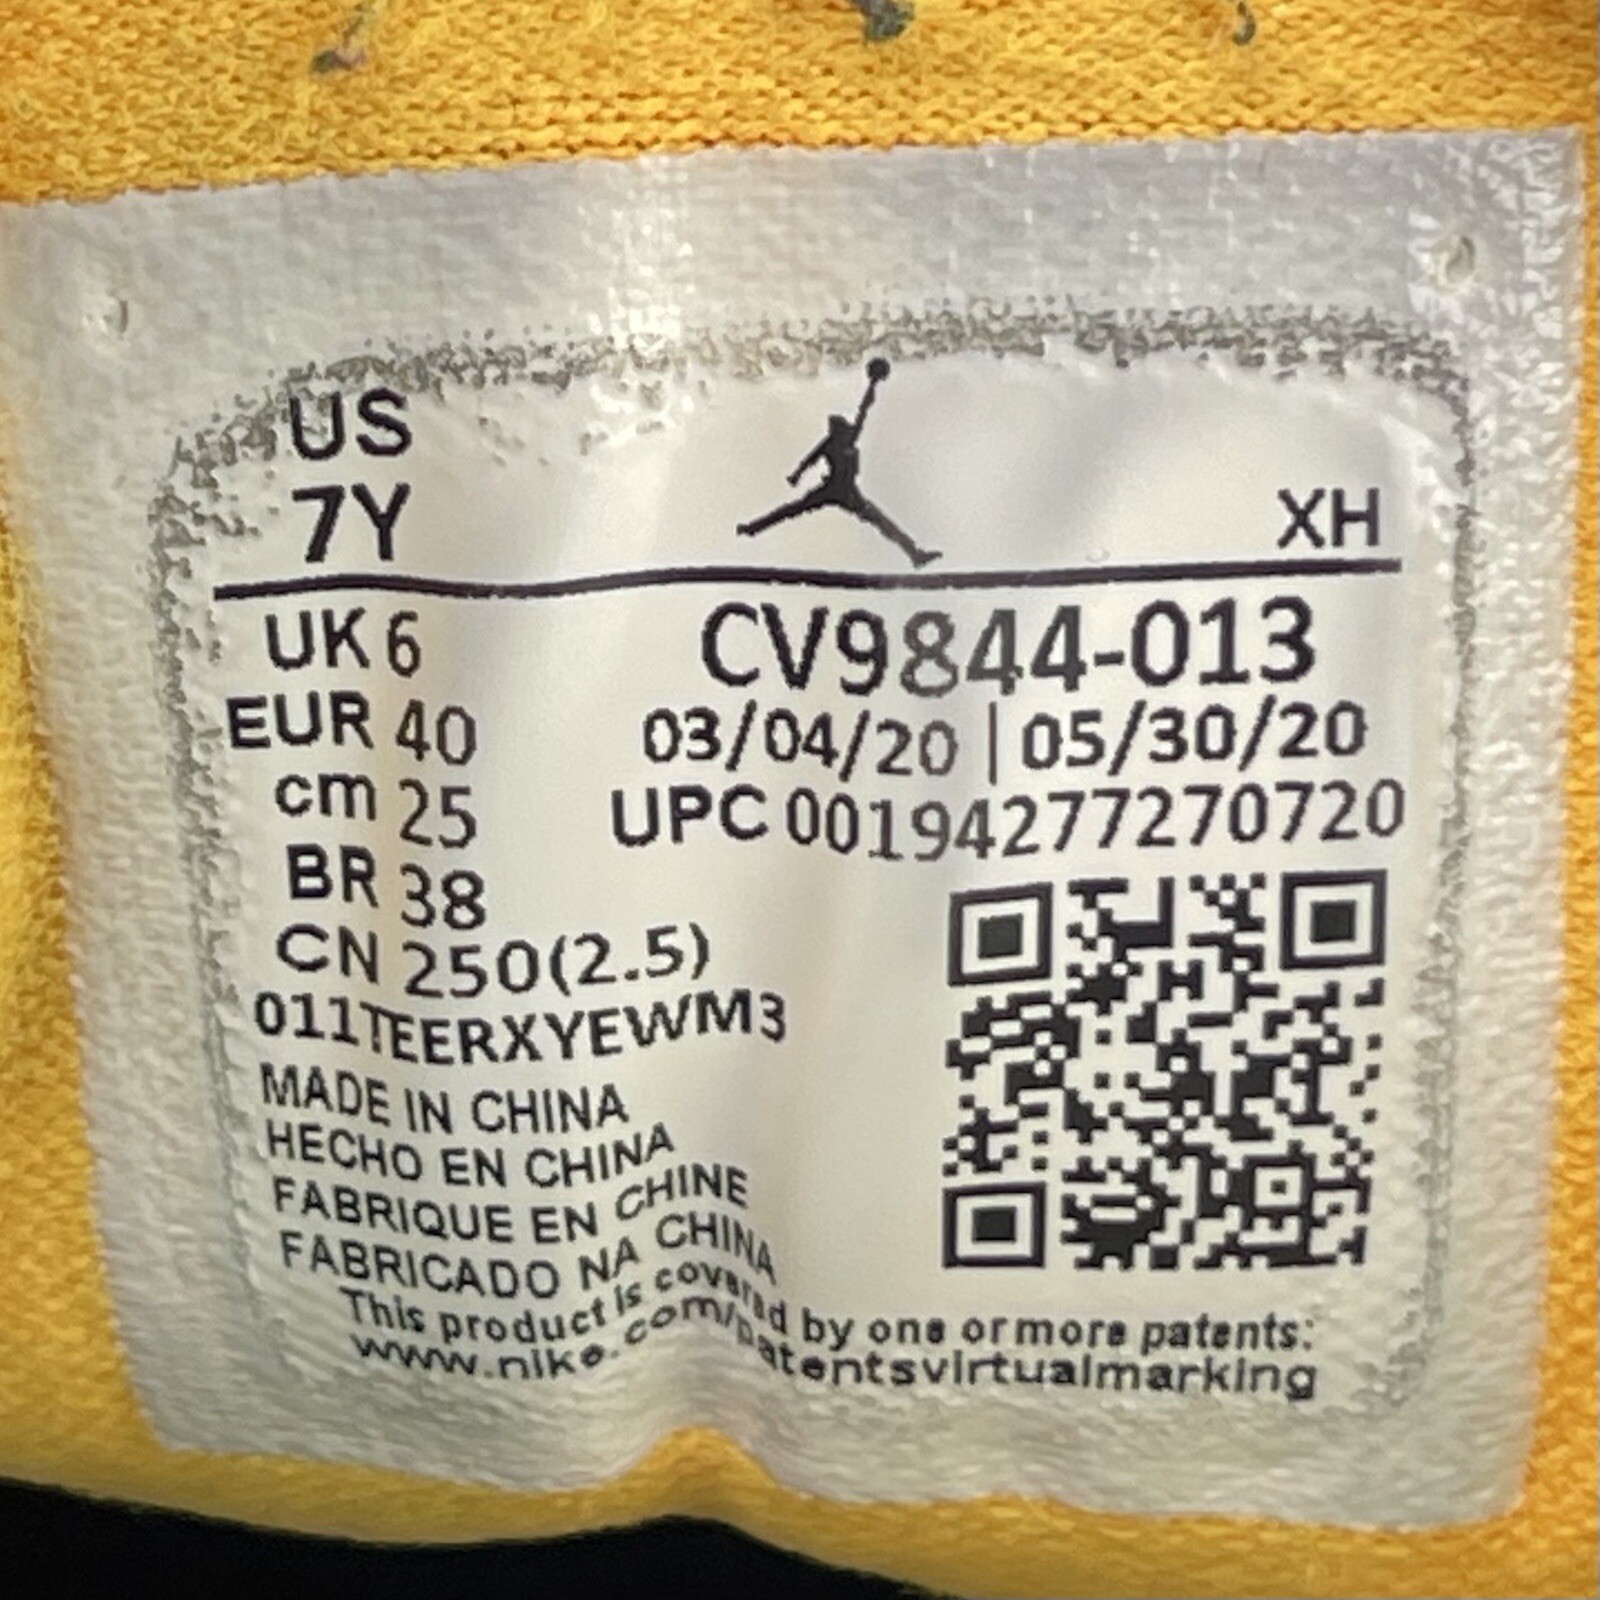 US
7Y
XH
UK 6
CV9844-013
EUR 40
03/04/20 | 05/30/20
cm 25
UPC 00194277270720
BR 38
CN 250(2.5)
011TEERXYEWM3
MADE IN CHINA
HECHO EN CHINA
FABRIQUE EN CHINE
FABRICADO NA CHINA
This product is covered by one or more patents:
www.nike.com/patentsvirtualmarking